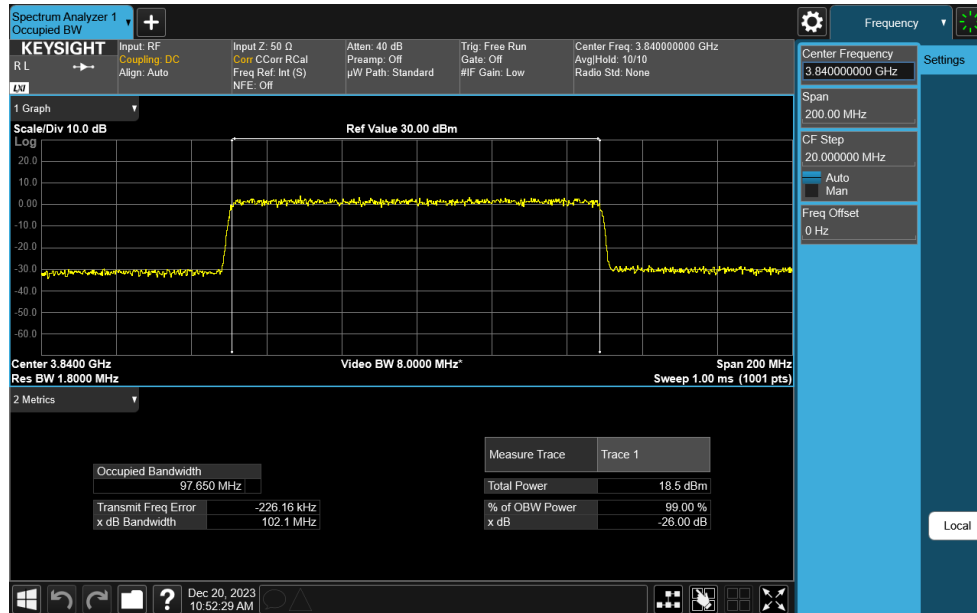 Spectrum Analyzer 1
Occupied BW
Frequency
KEYSIGHT
R L
LXI
Input: RF
Coupling: DC
Align: Auto
Input Z: 50 Ω
Corr CCorr RCal
Freq Ref: Int (S)
NFE: Off
Atten: 40 dB
Preamp: Off
µW Path: Standard
Trig: Free Run
Gate: Off
#IF Gain: Low
Center Freq: 3.840000000 GHz
Avg|Hold: 10/10
Radio Std: None
Center Frequency
3.840000000 GHz
Settings
Span
200.00 MHz
CF Step
20.000000 MHz
Auto
Man
Freq Offset
0 Hz
Local
1 Graph
Scale/Div 10.0 dB
Ref Value 30.00 dBm
Log
20.0
10.0
0.00
-10.0
-20.0
-30.0
-40.0
-50.0
-60.0
Center 3.8400 GHz
Video BW 8.0000 MHz*
Span 200 MHz
Res BW 1.8000 MHz
Sweep 1.00 ms (1001 pts)
2 Metrics
Occupied Bandwidth
97.650 MHz
Transmit Freq Error -226.16 kHz
x dB Bandwidth 102.1 MHz
Measure Trace Trace 1
Total Power 18.5 dBm
% of OBW Power 99.00 %
x dB -26.00 dB
?
Dec 20, 2023
10:52:29 AM